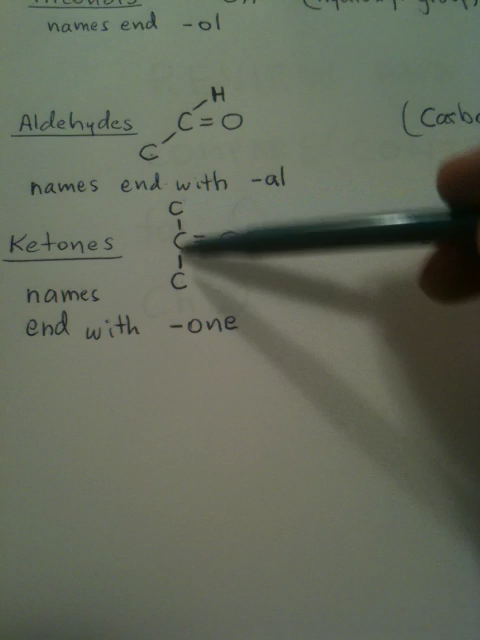 names end -ol
H
Aldehydes C=O (Carbo
C
names end with -al
C
Ketones C
C
names
end with -one